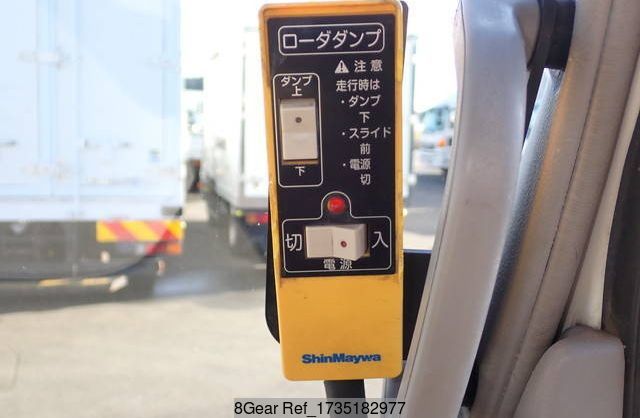 ローダダンプ
⚠注意
走行時は
・ダンプ
下
・スライド
前
・電源
切
ダンプ
上
下
切
入
電源
ShinMaywa
8Gear Ref_1735182977